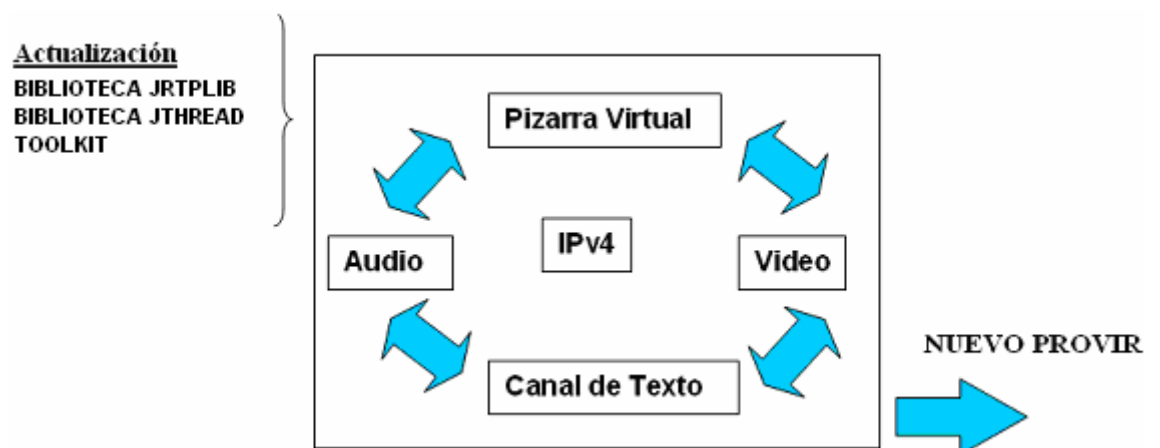 Actualización
BIBLIOTECA JRTPLIB
BIBLIOTECA JTHREAD
TOOLKIT
Pizarra Virtual
IPv4
Audio
Video
Canal de Texto
NUEVO PROVIR